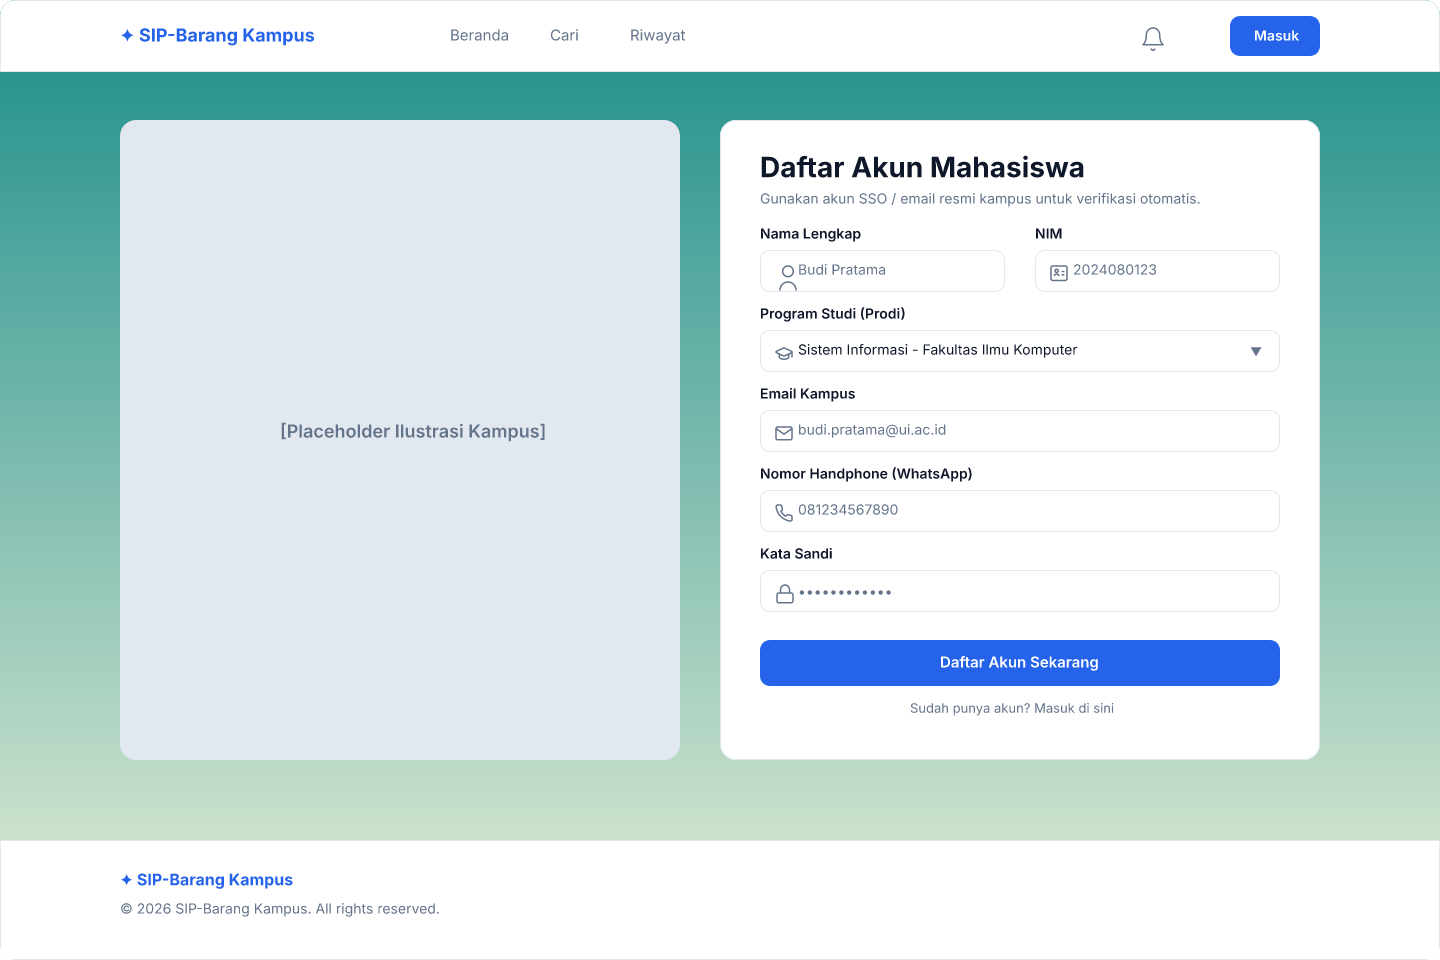 ✦ SIP-Barang Kampus
Beranda
Cari
Riwayat
Masuk
[Placeholder Ilustrasi Kampus]
Daftar Akun Mahasiswa
Gunakan akun SSO / email resmi kampus untuk verifikasi otomatis.
Nama Lengkap
Budi Pratama
NIM
2024080123
Program Studi (Prodi)
Sistem Informasi - Fakultas Ilmu Komputer
Email Kampus
budi.pratama@ui.ac.id
Nomor Handphone (WhatsApp)
081234567890
Kata Sandi
••••••••••••
Daftar Akun Sekarang
Sudah punya akun? Masuk di sini
✦ SIP-Barang Kampus
© 2026 SIP-Barang Kampus. All rights reserved.